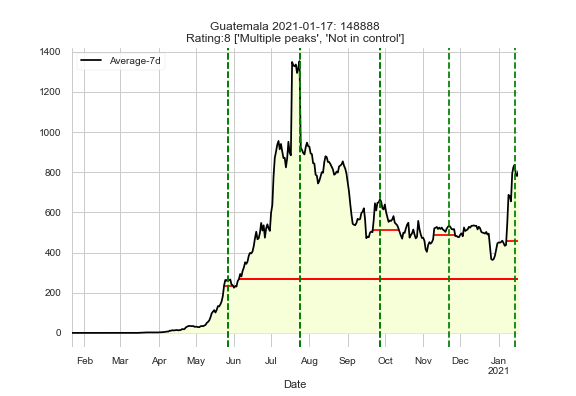 Guatemala 2021-01-17: 148888
Rating:8 ['Multiple peaks', 'Not in control']
Average-7d
1400
1200
1000
800
600
400
200
0
Feb Mar Apr May Jun Jul Aug Sep Oct Nov Dec Jan
2021
Date